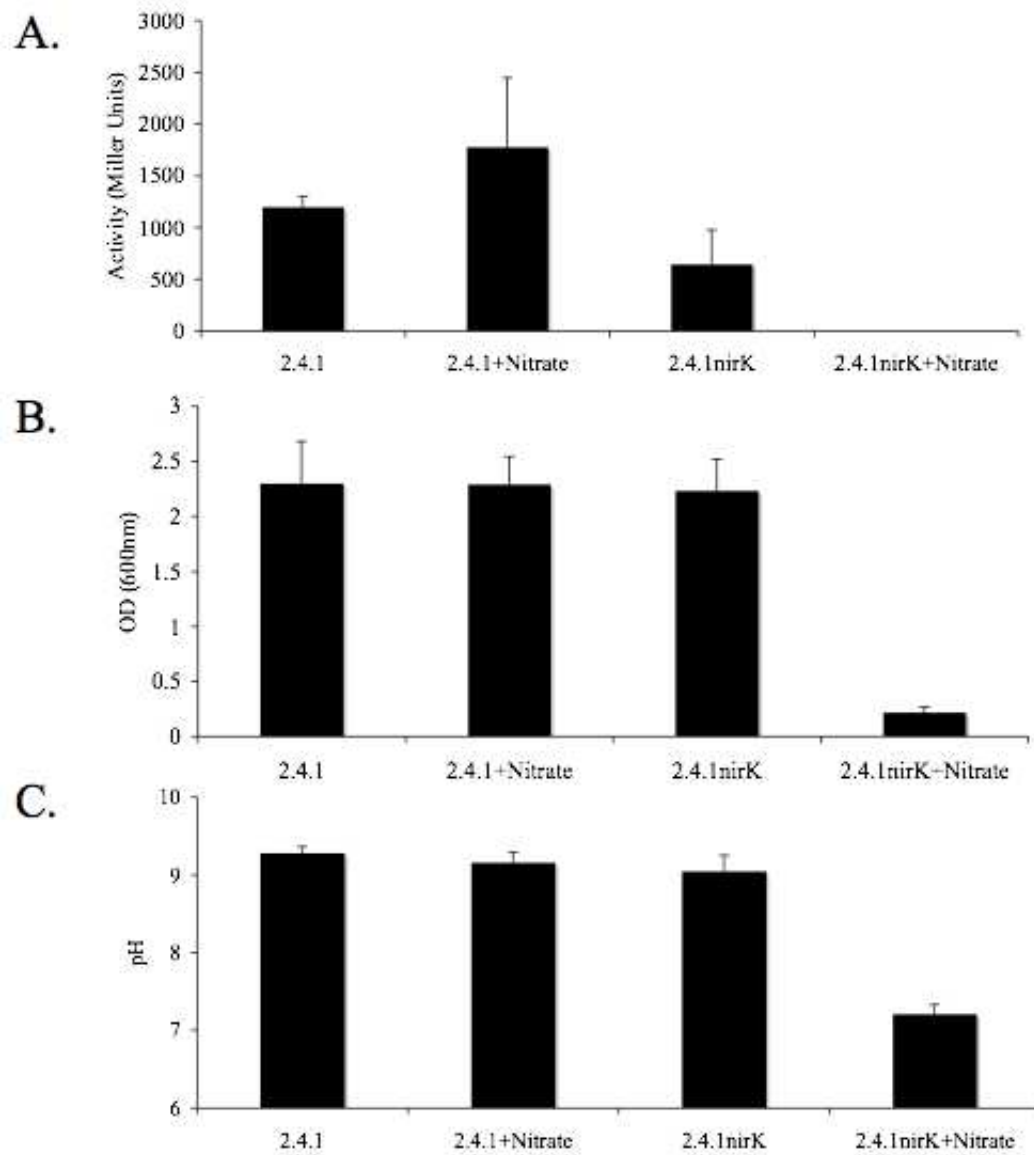 A.
Activity (Miller Units)
3000
2500
2000
1500
1000
500
0
2.4.1 2.4.1+Nitrate 2.4.1nirK 2.4.1nirK+Nitrate
B.
OD (600nm)
3
2.5
2
1.5
1
0.5
0
2.4.1 2.4.1+Nitrate 2.4.1nirK 2.4.1nirK+Nitrate
C.
pH
10
9
8
7
6
2.4.1 2.4.1+Nitrate 2.4.1nirK 2.4.1nirK+Nitrate